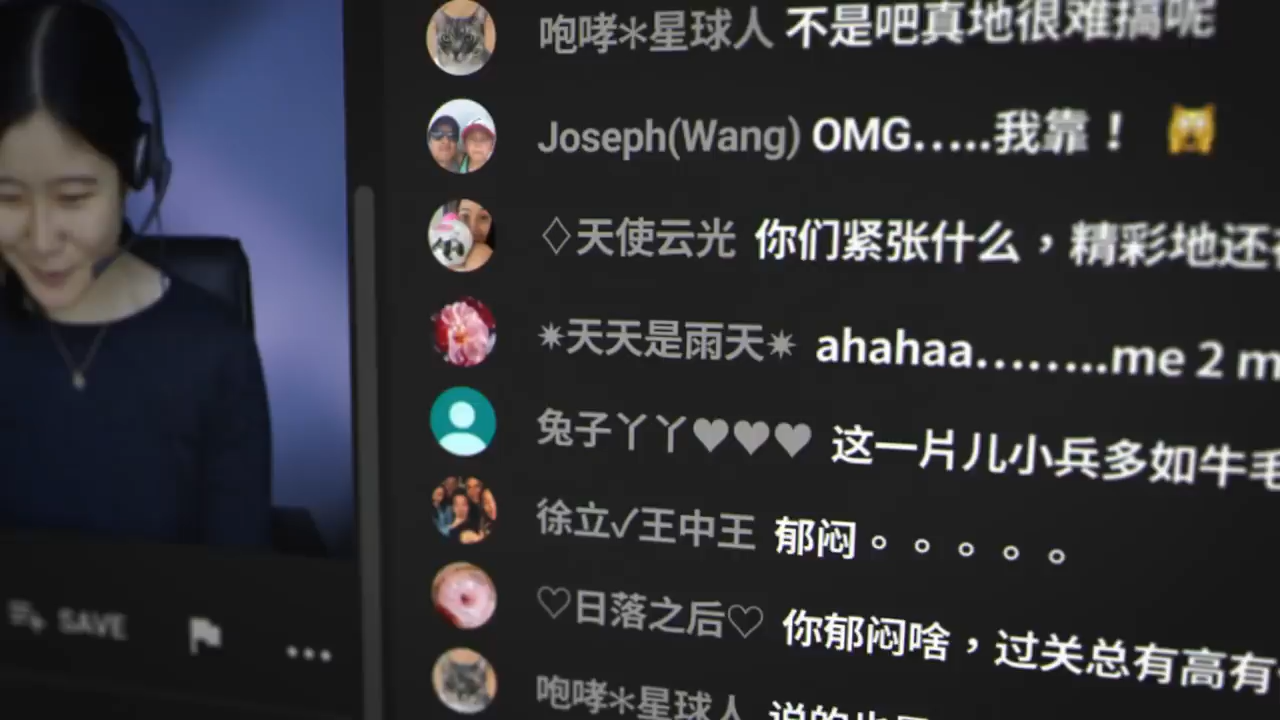 咆哮＊星球人 不是吧真地很难搞呢
Joseph(Wang) OMG.....我靠！
♢天使云光 你们紧张什么，精彩地还
✷天天是雨天✷ ahahaa........me 2 m
兔子丫丫♥♥♥ 这一片儿小兵多如牛毛
徐立✓王中王 郁闷。。。。。
♡日落之后♡ 你郁闷啥，过关总有高有
咆哮＊星球人 说的也是
SAVE